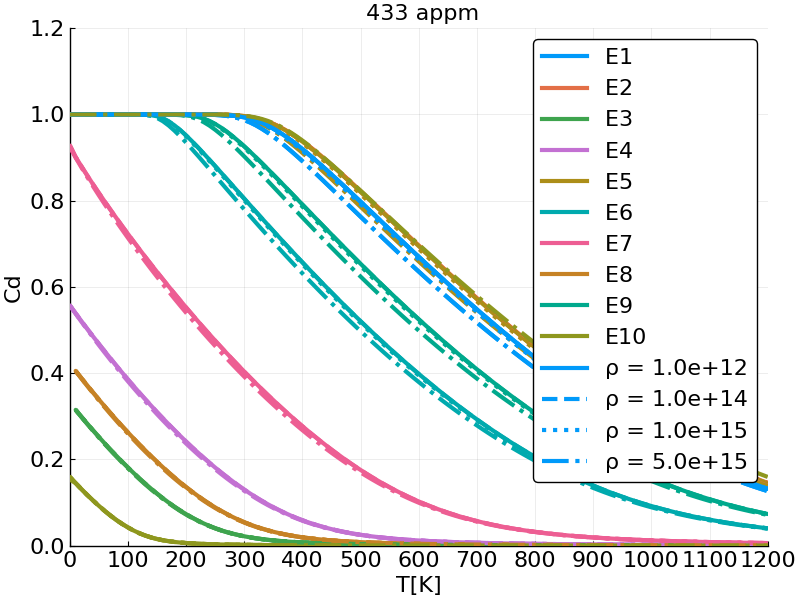 433 appm
1.2
1.0
0.8
0.6
0.4
0.2
0.0
Cd
E1
E2
E3
E4
E5
E6
E7
E8
E9
E10
ρ = 1.0e+12
ρ = 1.0e+14
ρ = 1.0e+15
ρ = 5.0e+15
0 100 200 300 400 500 600 700 800 900 1000 1100 1200
T[K]